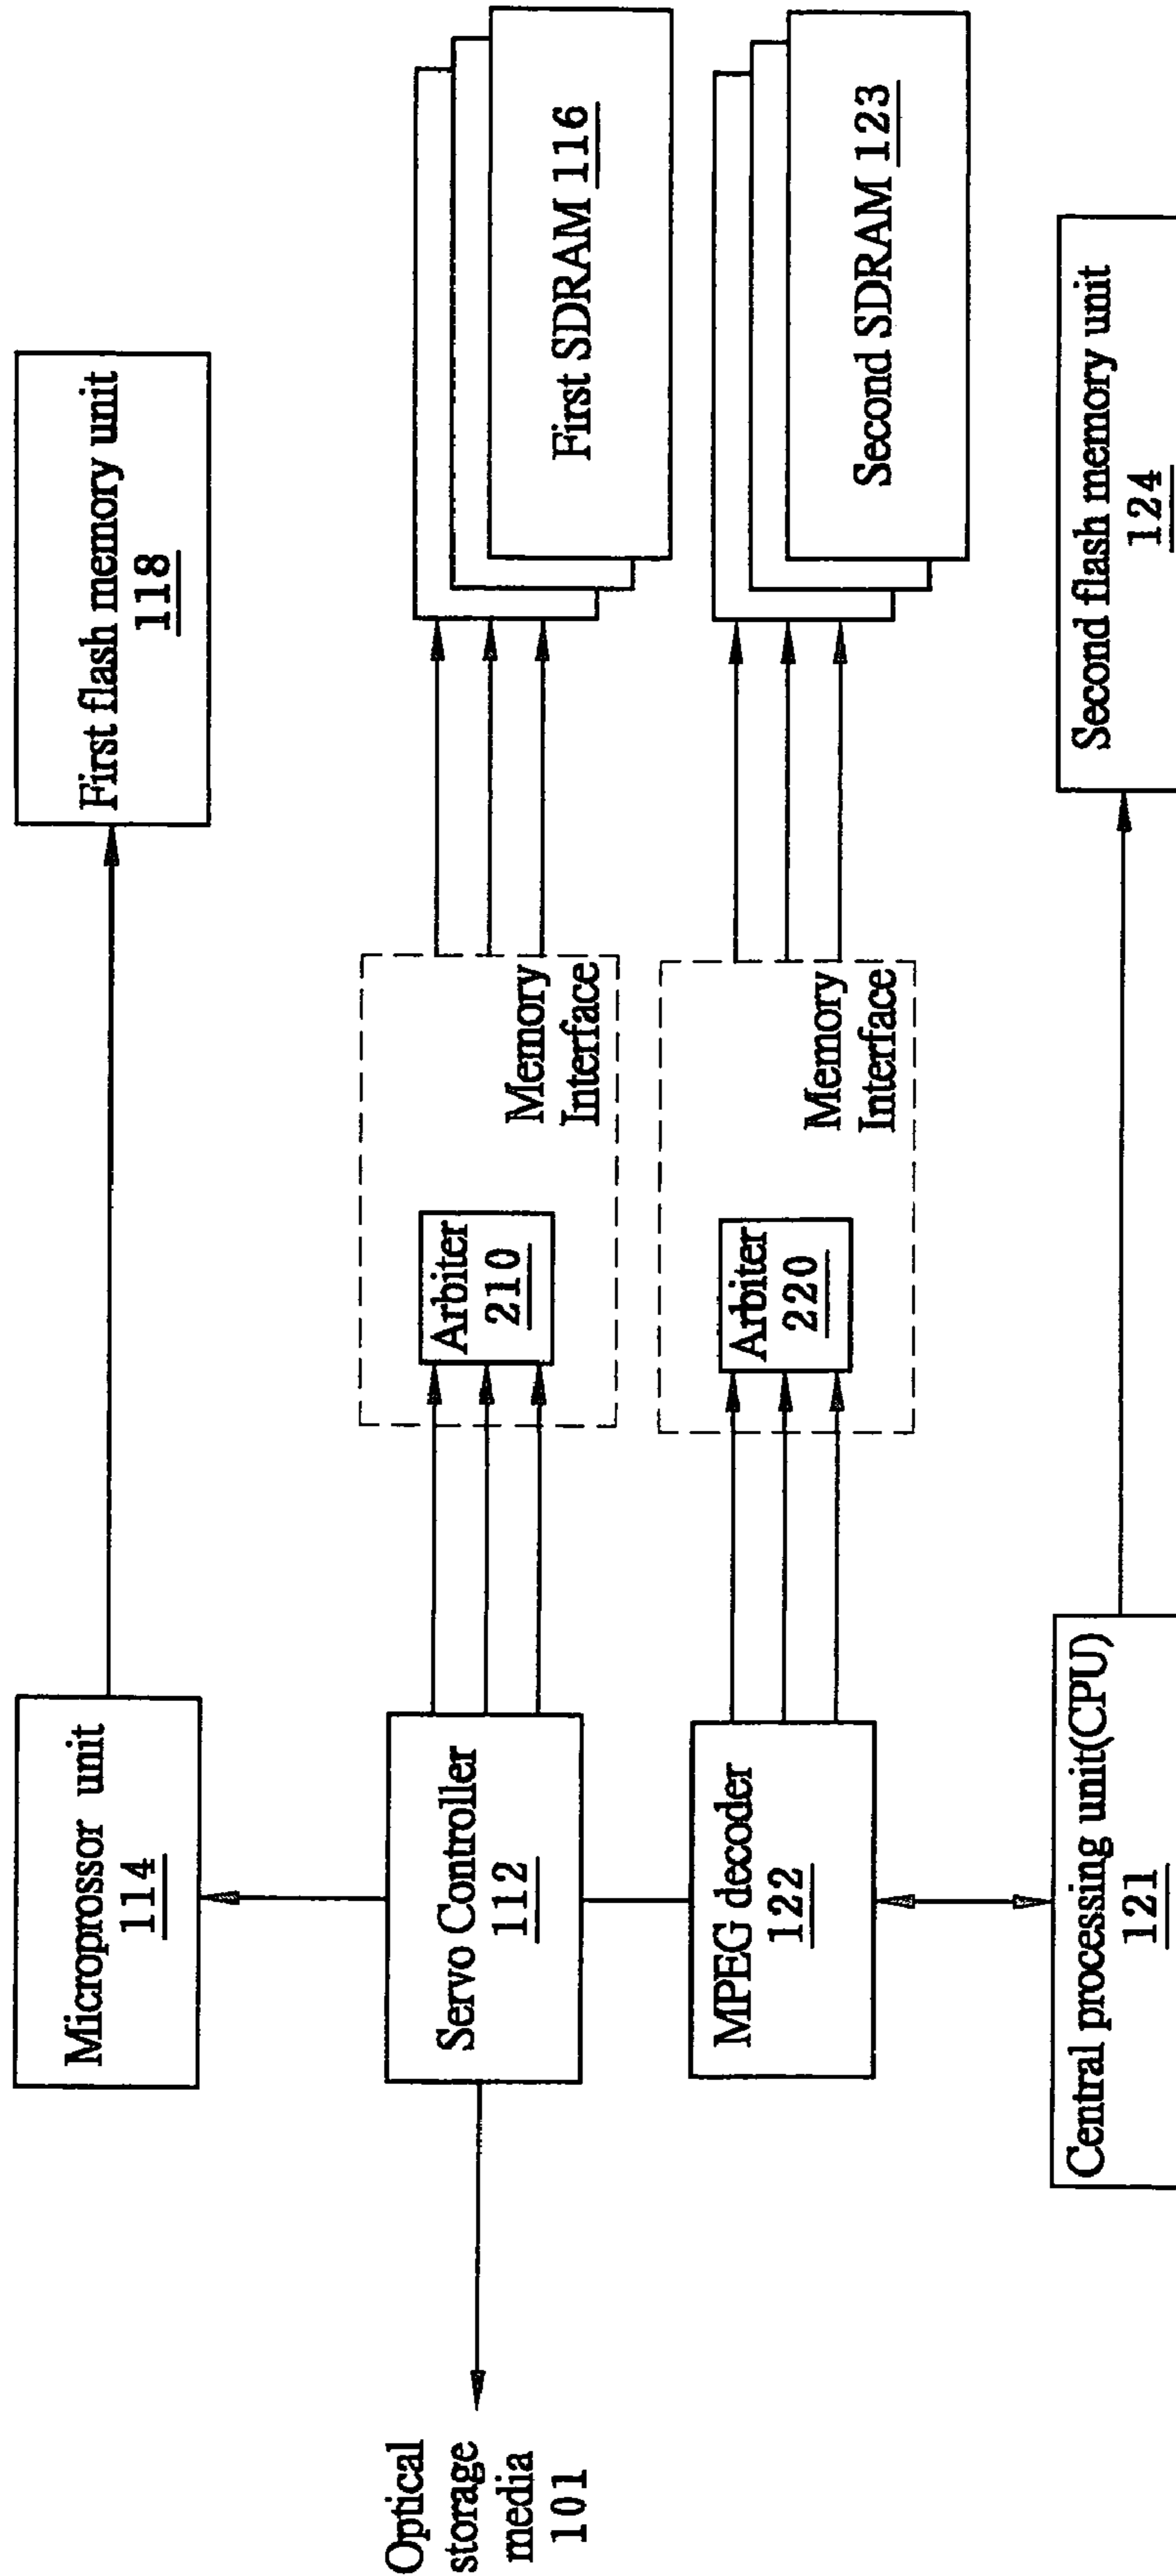 Microprossor unit
114
First flash memory unit
118
Optical
storage
media
101
Servo Controller
112
Arbiter
210
Memory
Interface
First SDRAM 116
MPEG decoder
122
Arbiter
220
Memory
Interface
Second SDRAM 123
Central processing unit(CPU)
121
Second flash memory unit
124